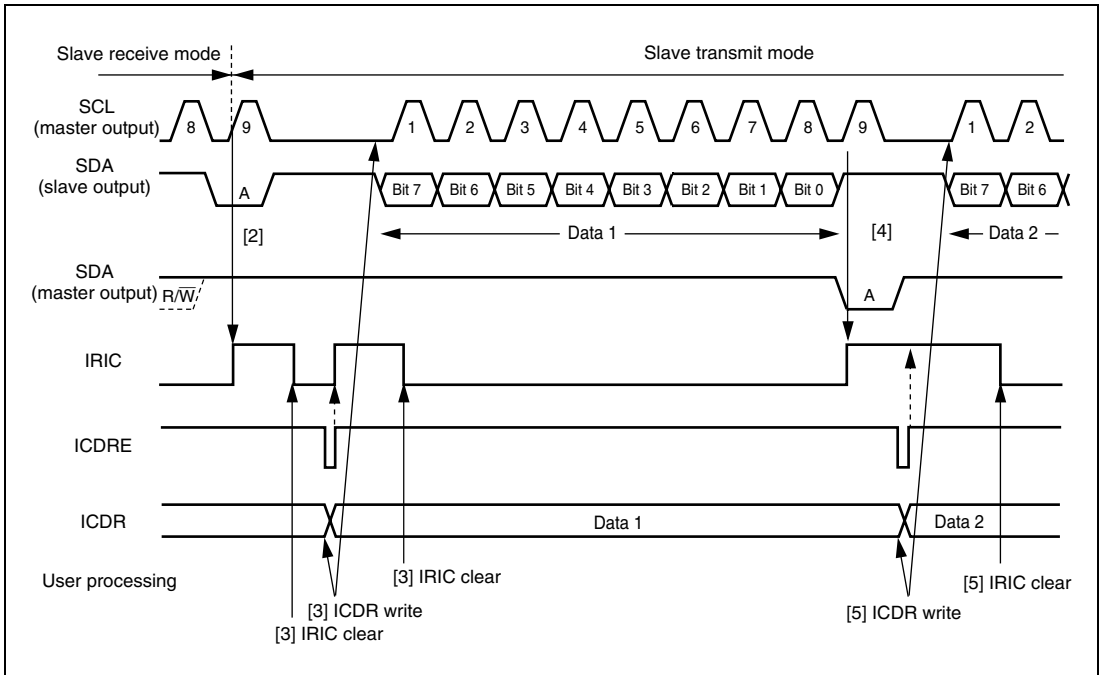 Slave receive mode
Slave transmit mode
SCL
(master output)
8 9 1 2 3 4 5 6 7 8 9 1 2
SDA
(slave output)
A Bit 7 Bit 6 Bit 5 Bit 4 Bit 3 Bit 2 Bit 1 Bit 0 Bit 7 Bit 6
[2] Data 1 [4] Data 2
SDA
(master output)
R/W̅
A
IRIC
ICDRE
ICDR
Data 1 Data 2
User processing
[3] IRIC clear
[5] IRIC clear
[3] ICDR write
[5] ICDR write
[3] IRIC clear